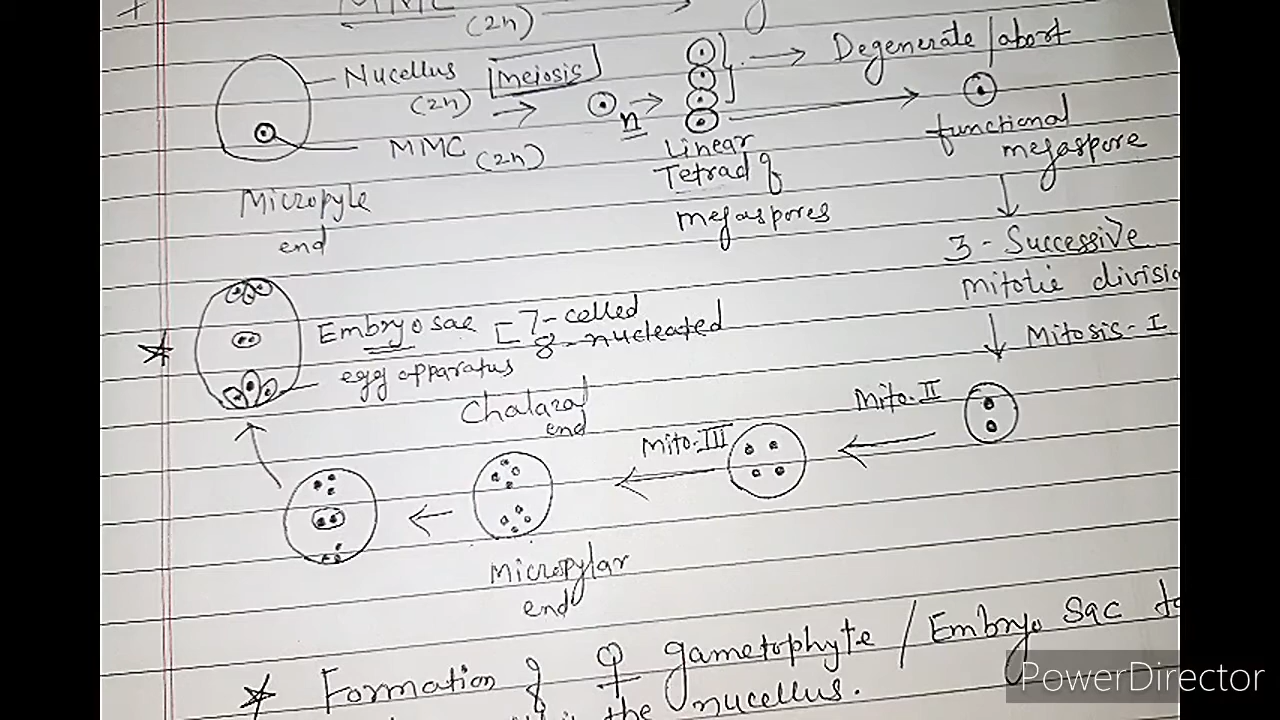 MMC
(2n)
Nucellus
(2n)
Meiosis
MMC (2n)
n
Linear
Tetrad of
megaspores
Degenerate/abort
functional
megaspore
Micropyle
end
3-Successive
mitotic divisio
Mitosis-I
Embryo sac [ 7-celled
8-nucleated
egg apparatus
Chalazal
end
Mito.III
Mito.II
Micropylar
end
Formation of ♀ gametophyte / Embryo Sac
the nucellus.
PowerDirector